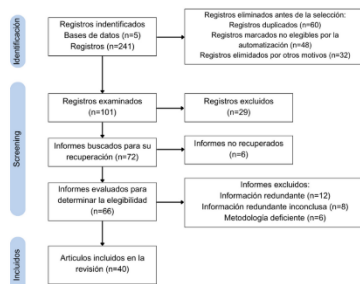 Identificación
Registros indentificados
Bases de datos (n=5)
Registros (n=241)
Registros eliminados antes de la selección:
Registros duplicados (n=60)
Registros marcados no elegibles por la
automatización (n=48)
Registros elimidados por otros motivos (n=32)
Screening
Registros examinados
(n=101)
Registros excluidos
(n=29)
Informes buscados para su
recuperación (n=72)
Informes no recuperados
(n=6)
Informes evaluados para
determinar la elegibilidad
(n=66)
Informes excluidos:
Información redundante (n=12)
Información redundante inconclusa (n=8)
Metodología deficiente (n=6)
Incluidos
Articulos incluidos en la
revisión (n=40)